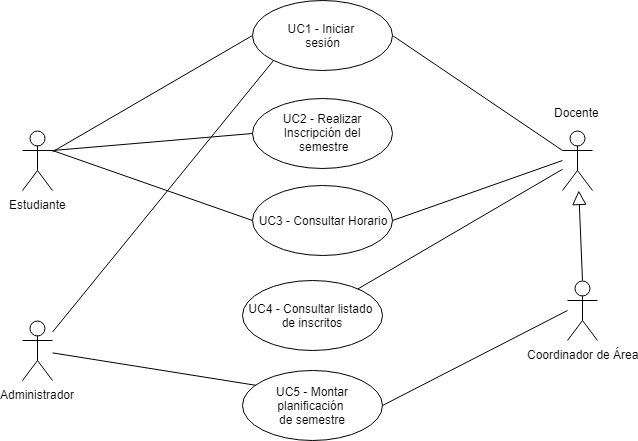 UC1 - Iniciar
sesión
UC2 - Realizar
Inscripción del
semestre
Docente
Estudiante
UC3 - Consultar Horario
UC4 - Consultar listado
de inscritos
Coordinador de Área
Administrador
UC5 - Montar
planificación
de semestre